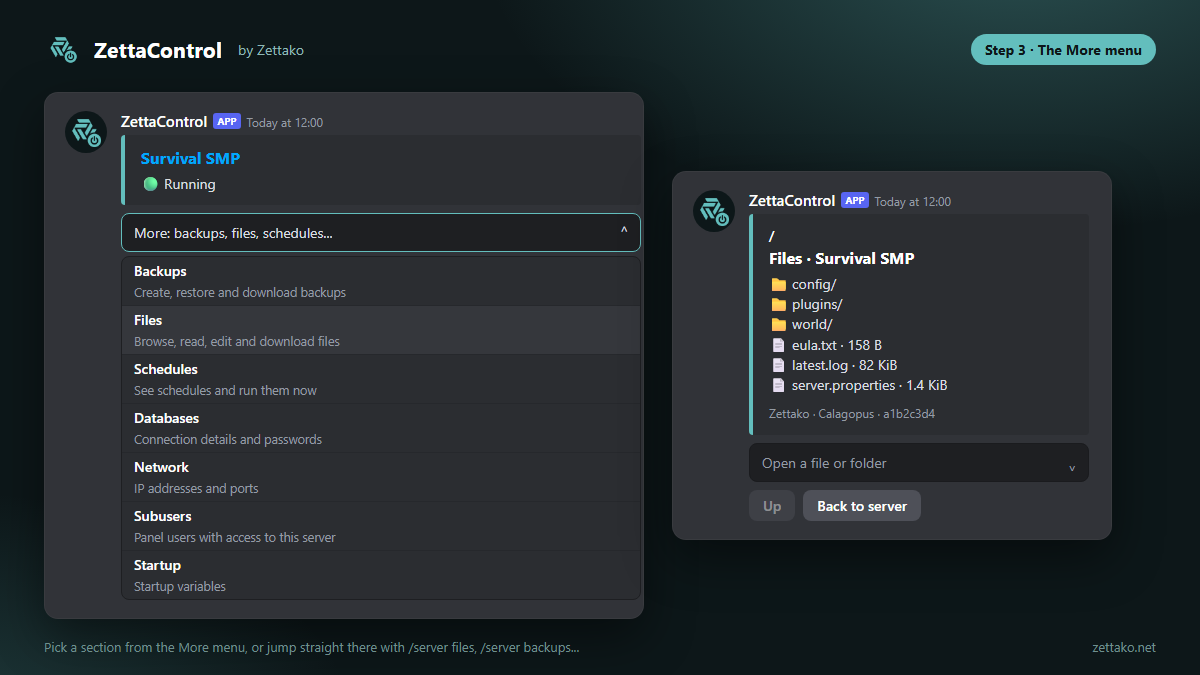 ZettaControl by Zettako
Step 3 · The More menu
ZettaControl APP Today at 12:00
Survival SMP
Running
More: backups, files, schedules...
Backups
Create, restore and download backups
Files
Browse, read, edit and download files
Schedules
See schedules and run them now
Databases
Connection details and passwords
Network
IP addresses and ports
Subusers
Panel users with access to this server
Startup
Startup variables
ZettaControl APP Today at 12:00
/
Files · Survival SMP
config/
plugins/
world/
eula.txt · 158 B
latest.log · 82 KiB
server.properties · 1.4 KiB
Zettako · Calagopus · a1b2c3d4
Open a file or folder
Up
Back to server
Pick a section from the More menu, or jump straight there with /server files, /server backups...
zettako.net